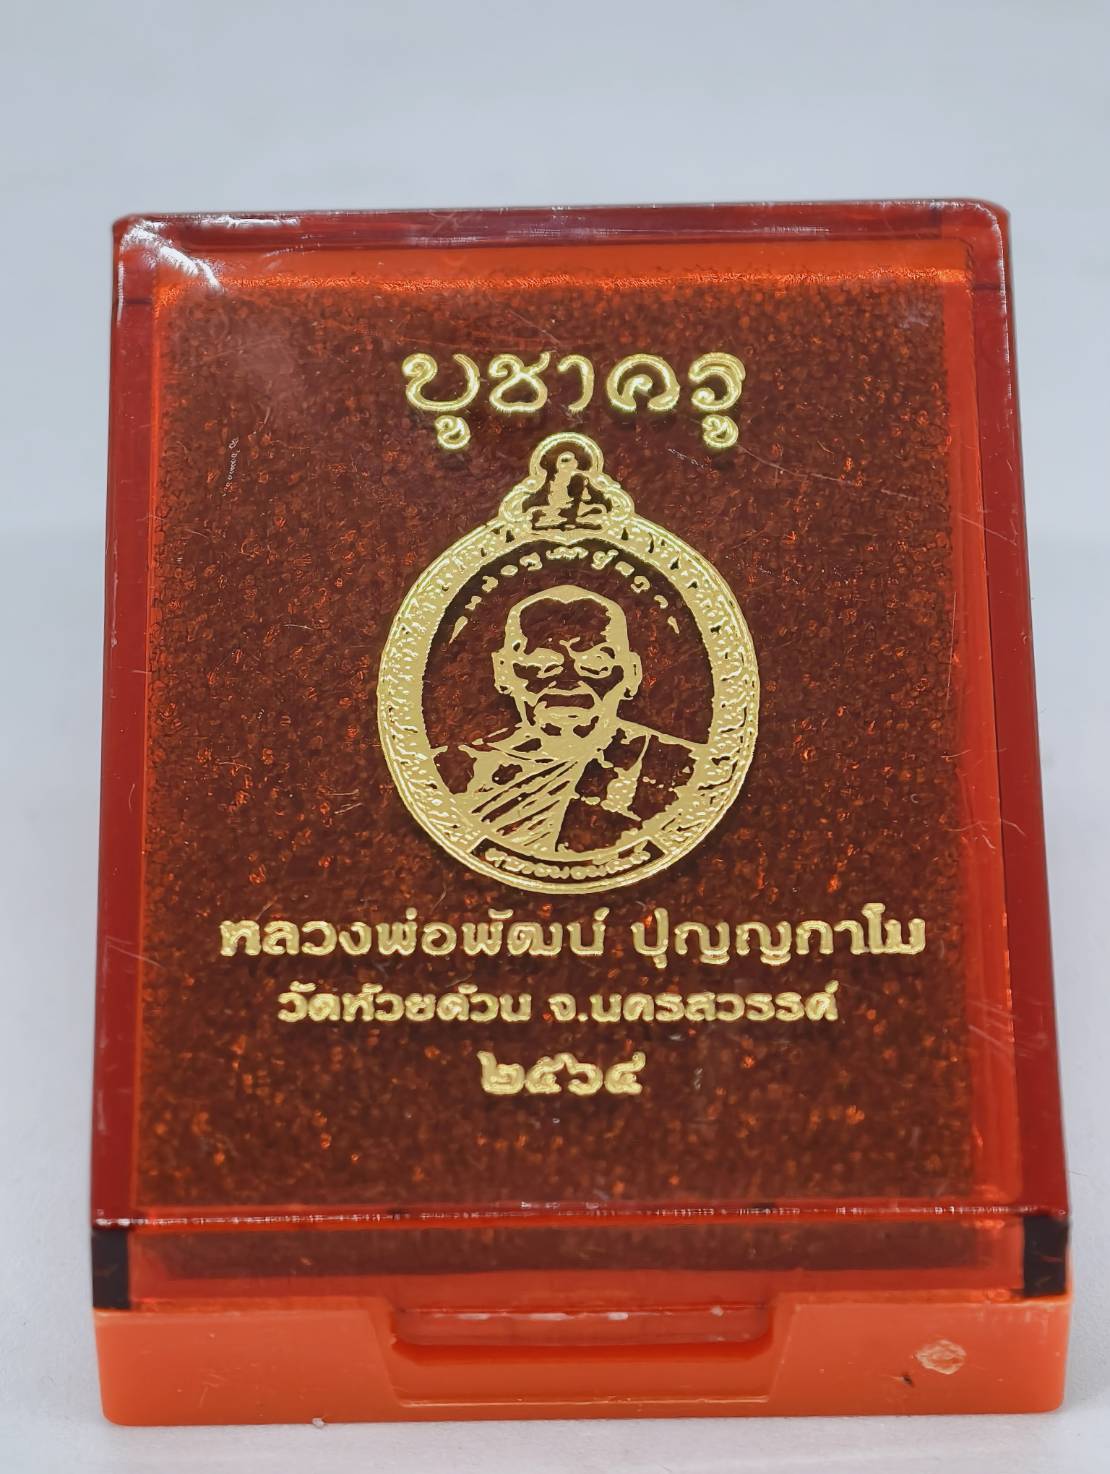 บูชาครู
หลวงพ่อพัฒน์ ปุญญกาโม
วัดห้วยด้วน จ.นครสวรรค์
๒๕๖๔